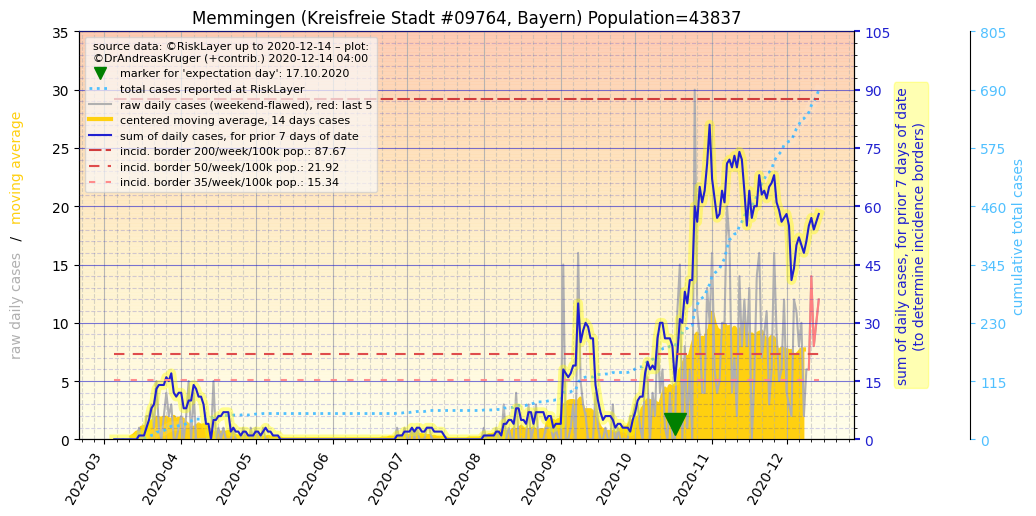 Memmingen (Kreisfreie Stadt #09764, Bayern) Population=43837
source data: ©RiskLayer up to 2020-12-14 – plot:
©DrAndreasKruger (+contrib.) 2020-12-14 04:00
marker for 'expectation day': 17.10.2020
total cases reported at RiskLayer
raw daily cases (weekend-flawed), red: last 5
centered moving average, 14 days cases
sum of daily cases, for prior 7 days of date
incid. border 200/week/100k pop.: 87.67
incid. border 50/week/100k pop.: 21.92
incid. border 35/week/100k pop.: 15.34
raw daily cases / moving average
35
30
25
20
15
10
5
0
2020-03
2020-04
2020-05
2020-06
2020-07
2020-08
2020-09
2020-10
2020-11
2020-12
105
90
75
60
45
30
15
0
sum of daily cases, for prior 7 days of date
(to determine incidence borders)
805
690
575
460
345
230
115
0
cumulative total cases